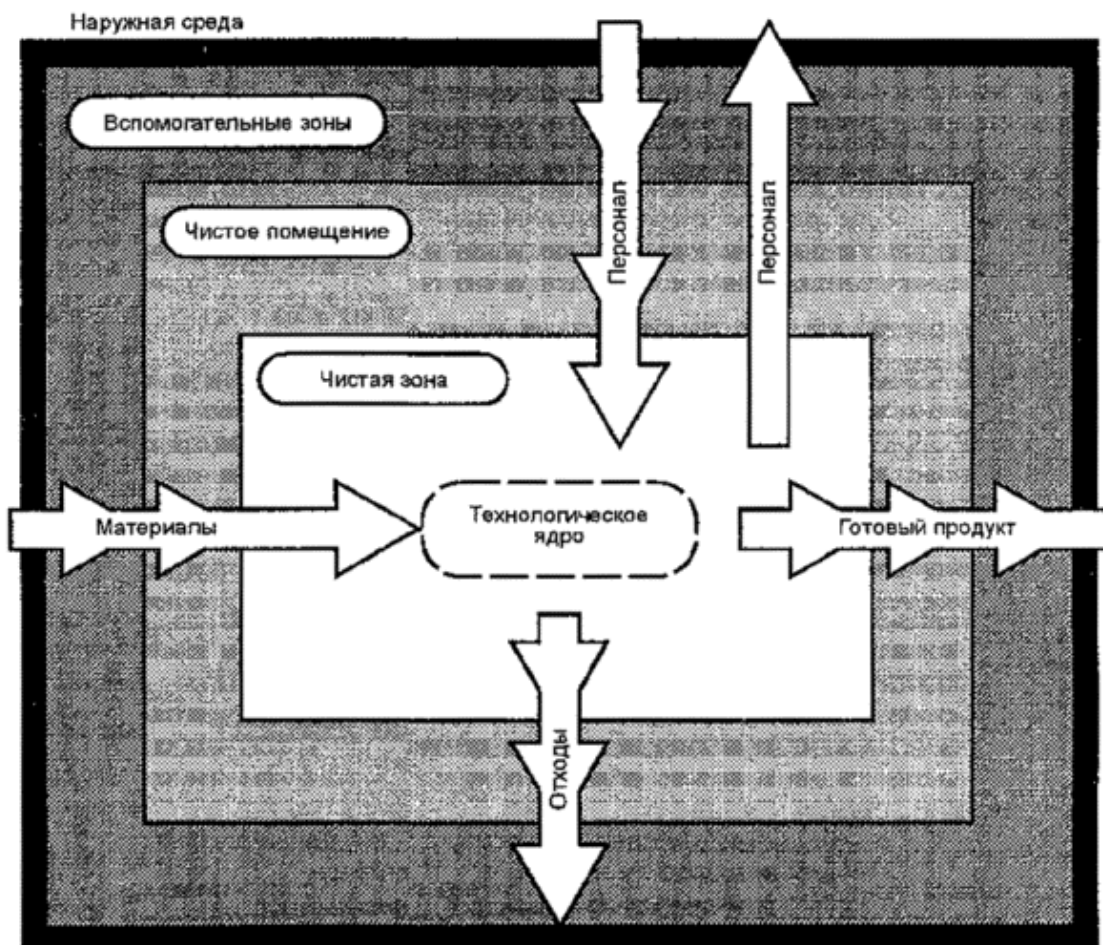 Наружная среда
Вспомогательные зоны
Чистое помещение
Чистая зона
Персонал
Персонал
Материалы
Технологическое
ядро
Готовый продукт
Отходы